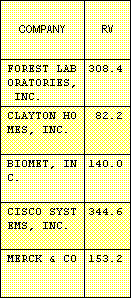 COMPANY RW
FOREST LAB 308.4
ORATORIES,
INC.
CLAYTON HO 82.2
MES, INC.
BIOMET, IN 140.0
C.
CISCO SYST 344.6
EMS, INC.
MERCK & CO 153.2